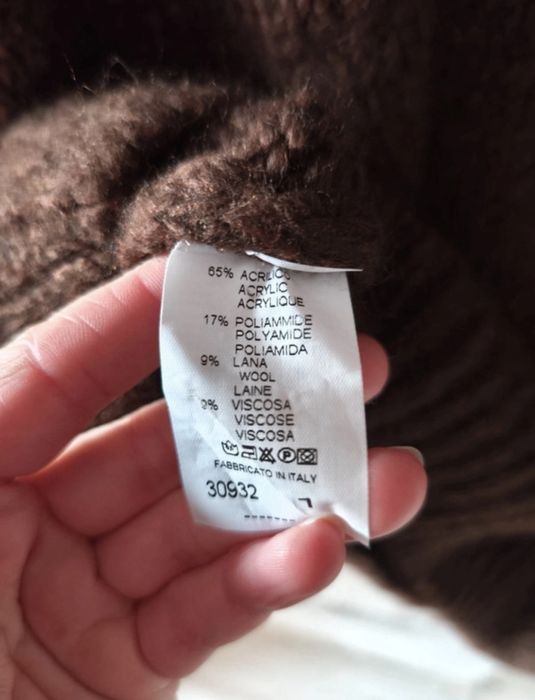 65% ACRILICO
ACRYLIC
ACRYLIQUE
17% POLIAMMIDE
POLYAMIDE
POLIAMIDA
9% LANA
WOOL
LAINE
9% VISCOSA
VISCOSE
VISCOSA
FABBRICATO IN ITALY
30932